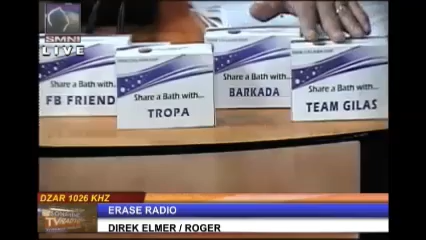 SMNI
LIVE
Share a Bath with...
FB FRIEND
Share a Bath with...
TROPA
Share a Bath with...
BARKADA
Share a Bath with...
TEAM GILAS
DZAR 1026 KHZ
TV
ERASE RADIO
DIREK ELMER / ROGER